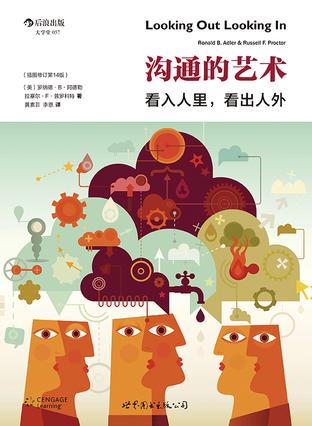 后浪出版
大学堂 057
Looking Out Looking In
Ronald B. Adler & Russell F. Proctor
沟通的艺术
看入人里，看出人外
（插图修订第14版）
（美）罗纳德·B·阿德勒
拉塞尔·F·普罗科特 著
黄素菲 李恩 译
CENGAGE
Learning
世界图书出版公司